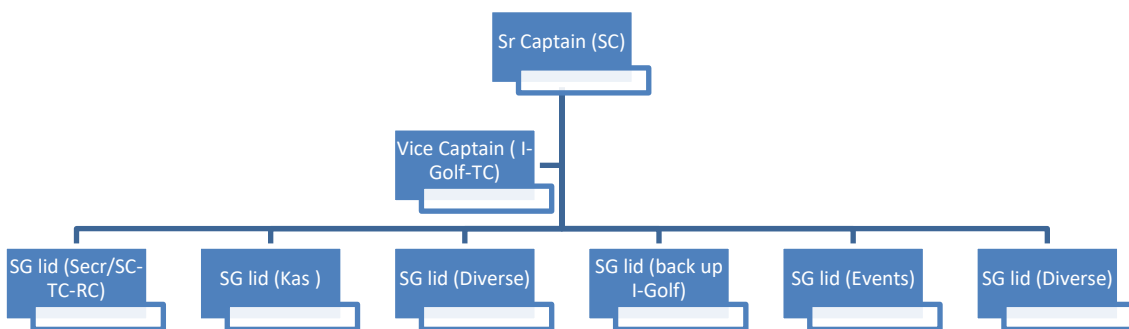 Sr Captain (SC)
Vice Captain ( I-
Golf-TC)
SG lid (Secr/SC-
TC-RC)
SG lid (Kas )
SG lid (Diverse)
SG lid (back up
I-Golf)
SG lid (Events)
SG lid (Diverse)